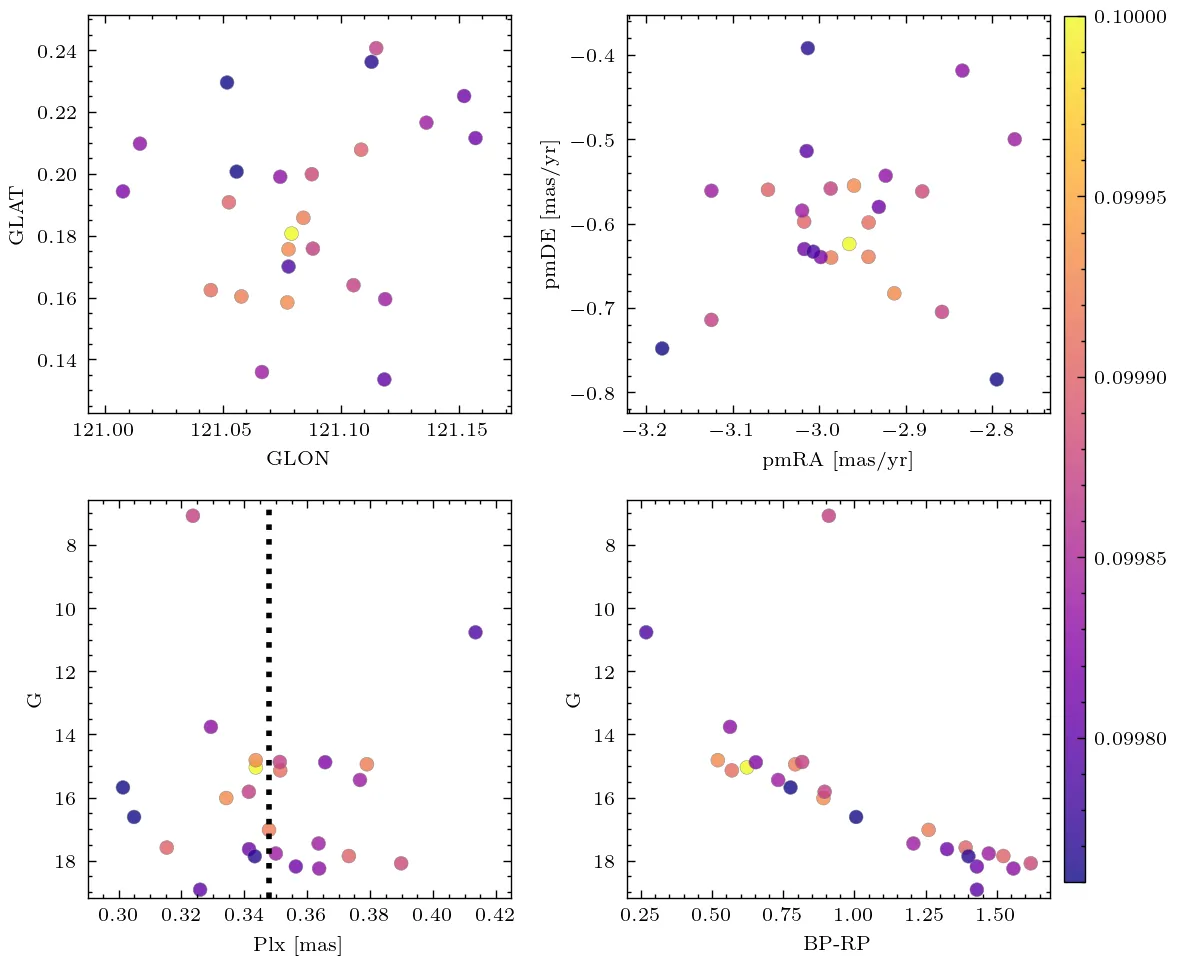 0.24
0.22
0.20
0.18
0.16
0.14
GLAT
121.00 121.05 121.10 121.15
GLON
−0.4
−0.5
−0.6
−0.7
−0.8
pmDE [mas/yr]
−3.2 −3.1 −3.0 −2.9 −2.8
pmRA [mas/yr]
0.10000
0.09995
0.09990
0.09985
0.09980
8
10
12
14
16
18
G
0.30 0.32 0.34 0.36 0.38 0.40 0.42
Plx [mas]
8
10
12
14
16
18
G
0.25 0.50 0.75 1.00 1.25 1.50
BP-RP